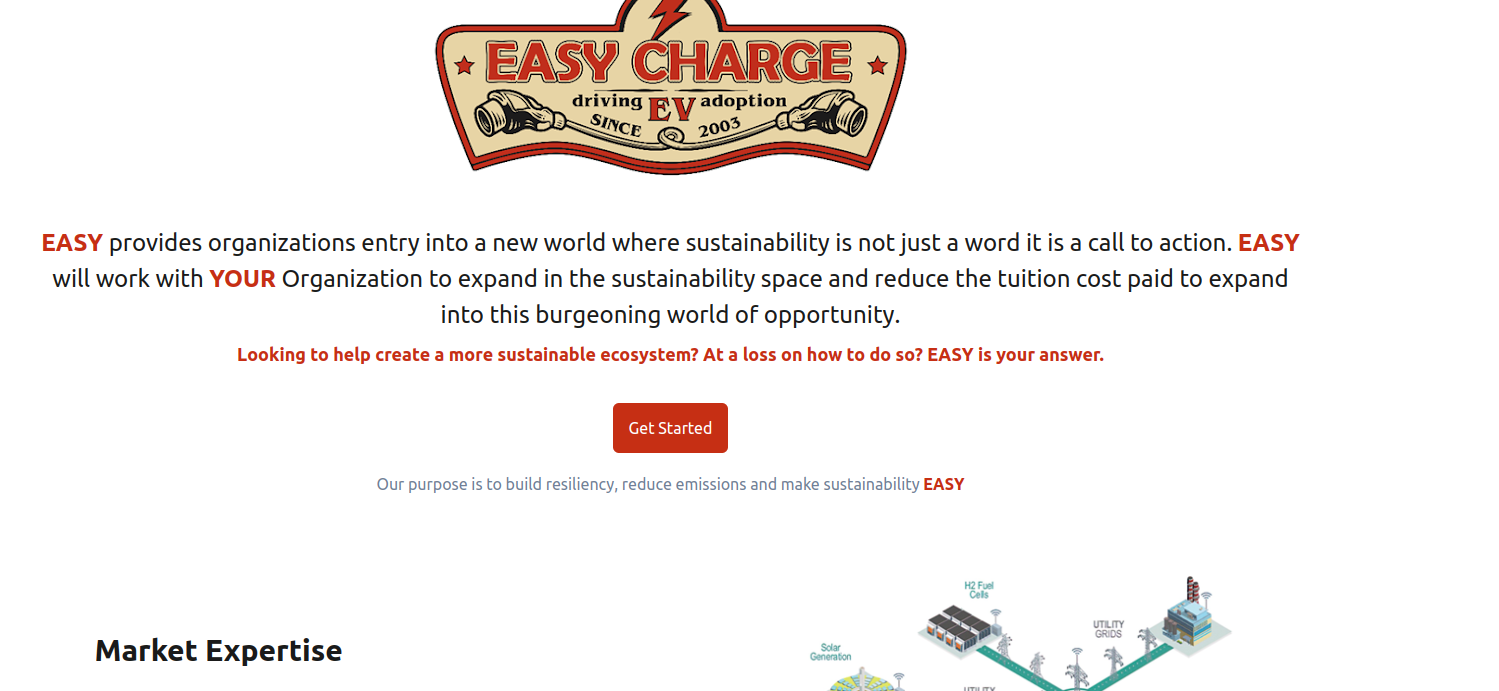 EASY CHARGE
driving EV adoption
SINCE 2003
EASY provides organizations entry into a new world where sustainability is not just a word it is a call to action. EASY
will work with YOUR Organization to expand in the sustainability space and reduce the tuition cost paid to expand
into this burgeoning world of opportunity.
Looking to help create a more sustainable ecosystem? At a loss on how to do so? EASY is your answer.
Get Started
Our purpose is to build resiliency, reduce emissions and make sustainability EASY
Market Expertise
H2 Fuel
Cells
UTILITY
GRIDS
Solar
Generation